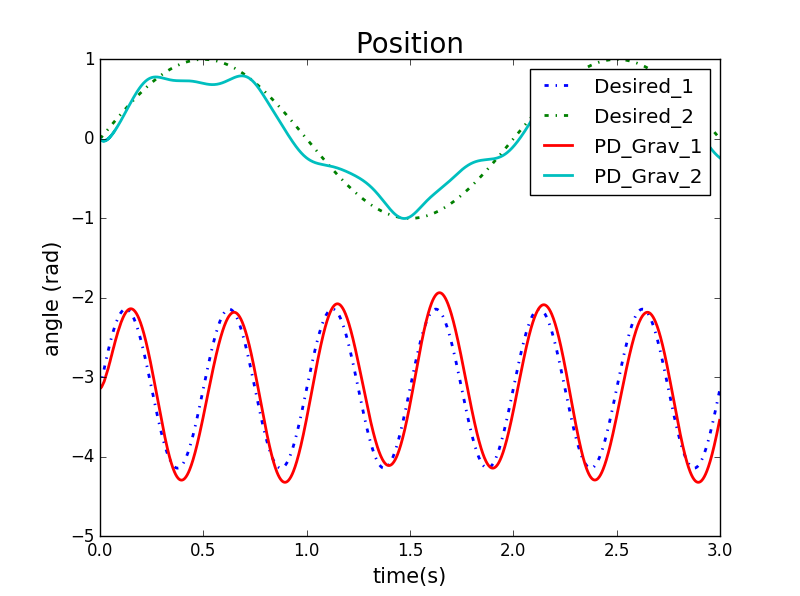 Position
Desired_1
Desired_2
PD_Grav_1
PD_Grav_2
angle (rad)
1
0
−1
−2
−3
−4
−5
0.0 0.5 1.0 1.5 2.0 2.5 3.0
time(s)